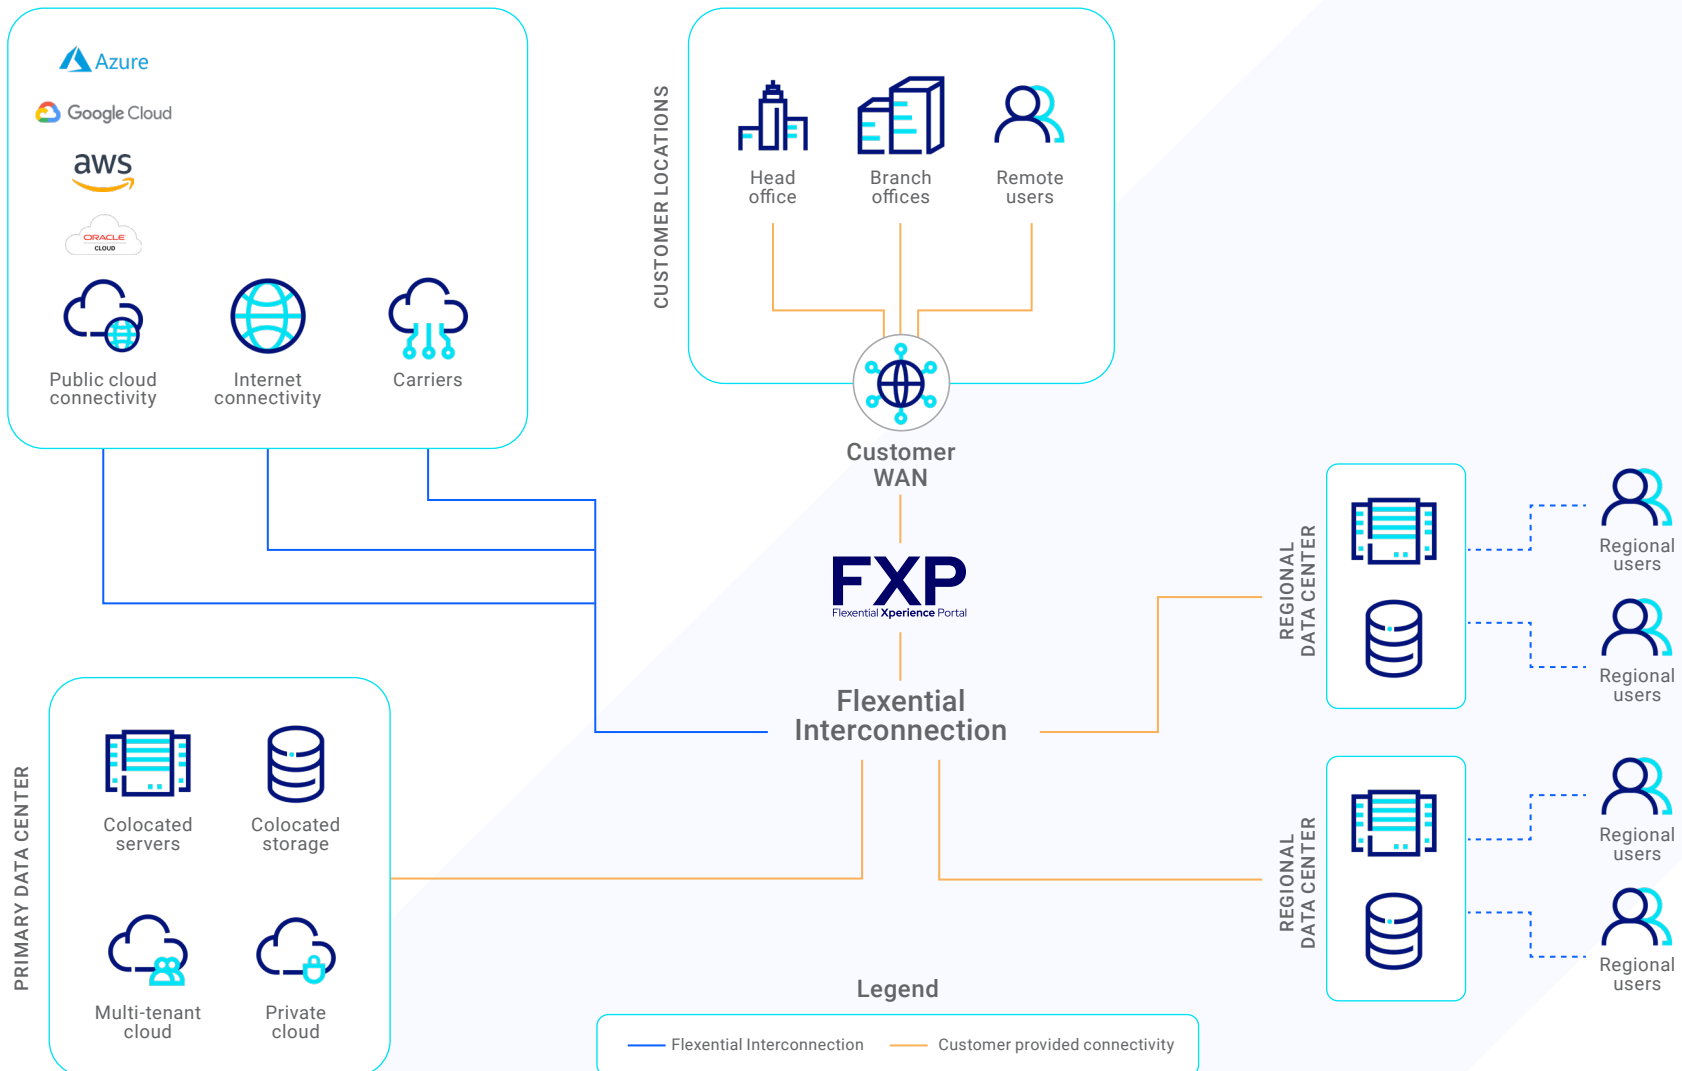 Azure
Google Cloud
aws
ORACLE
CLOUD
Public cloud
connectivity
Internet
connectivity
Carriers
CUSTOMER LOCATIONS
Head
office
Branch
offices
Remote
users
Customer
WAN
FXP
Flexential Xperience Portal
Flexential
Interconnection
REGIONAL
DATA CENTER
Regional
users
Regional
users
REGIONAL
DATA CENTER
Regional
users
Regional
users
PRIMARY DATA CENTER
Colocated
servers
Colocated
storage
Multi-tenant
cloud
Private
cloud
Legend
Flexential Interconnection
Customer provided connectivity